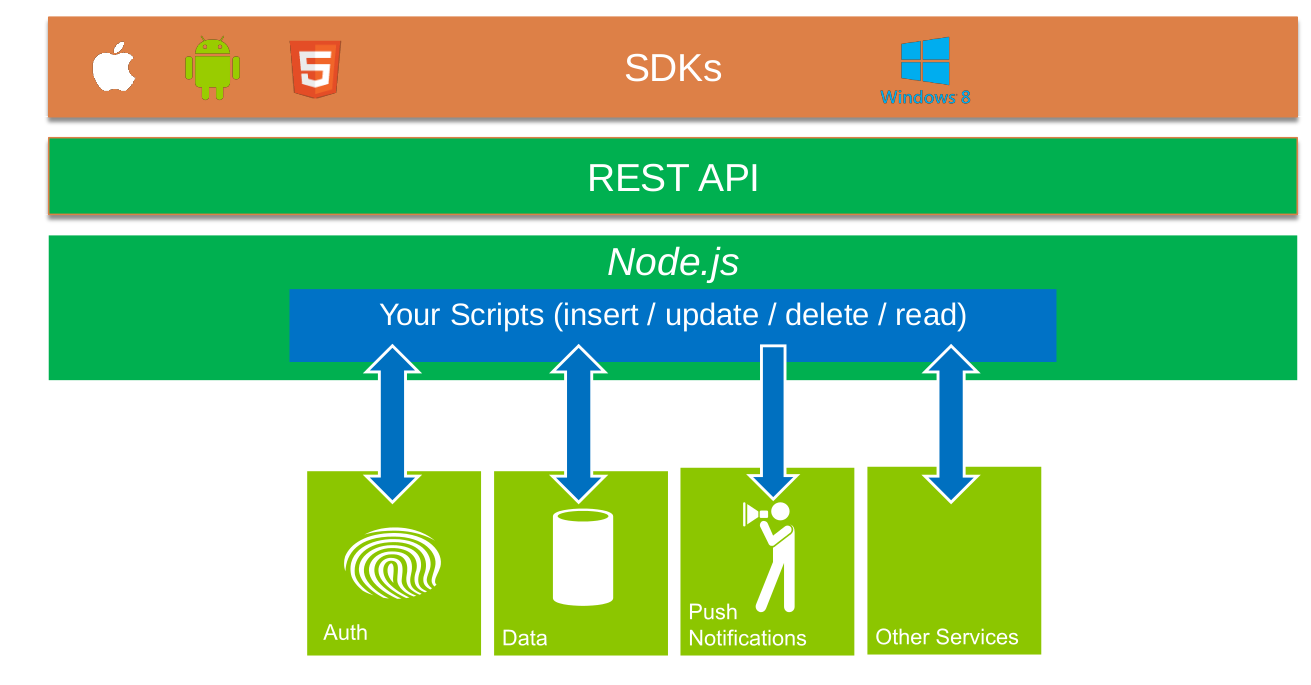 SDKs
5
Windows 8
REST API
Node.js
Your Scripts (insert / update / delete / read)
Auth
Data
Push
Notifications
Other Services